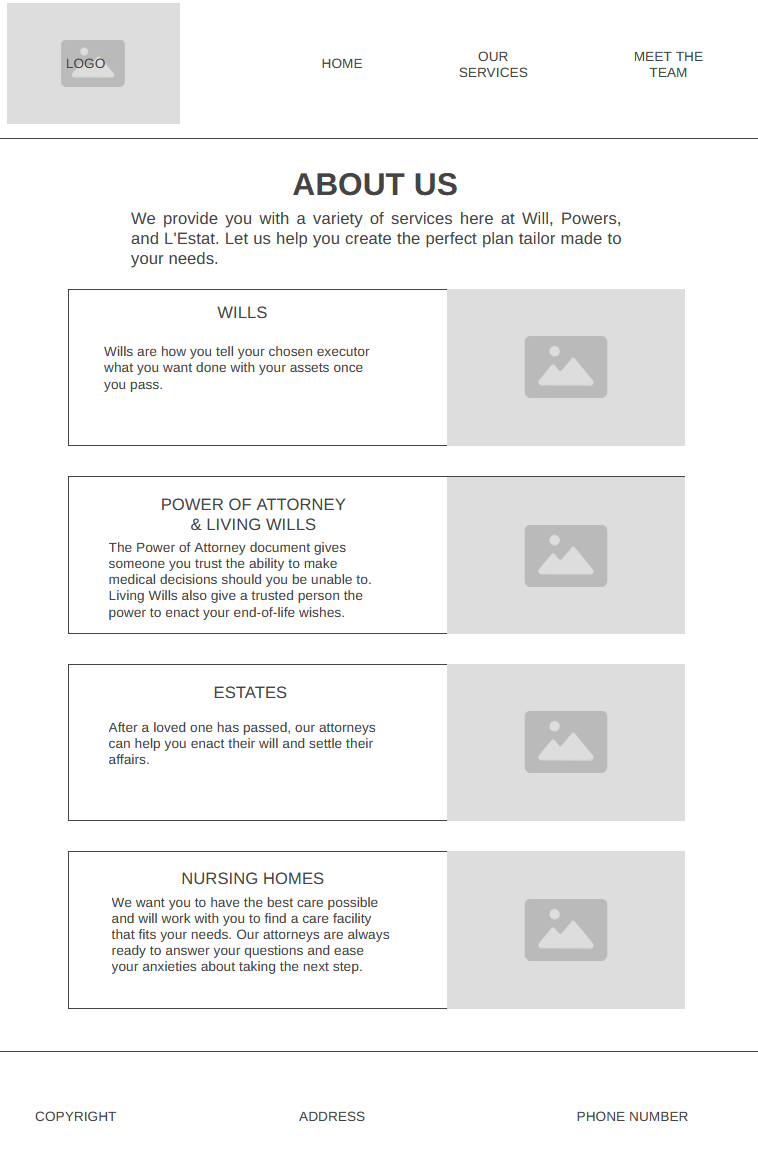 LOGO
HOME
OUR
SERVICES
MEET THE
TEAM
ABOUT US
We provide you with a variety of services here at Will, Powers,
and L'Estat. Let us help you create the perfect plan tailor made to
your needs.
WILLS
Wills are how you tell your chosen executor
what you want done with your assets once
you pass.
POWER OF ATTORNEY
& LIVING WILLS
The Power of Attorney document gives
someone you trust the ability to make
medical decisions should you be unable to.
Living Wills also give a trusted person the
power to enact your end-of-life wishes.
ESTATES
After a loved one has passed, our attorneys
can help you enact their will and settle their
affairs.
NURSING HOMES
We want you to have the best care possible
and will work with you to find a care facility
that fits your needs. Our attorneys are always
ready to answer your questions and ease
your anxieties about taking the next step.
COPYRIGHT
ADDRESS
PHONE NUMBER